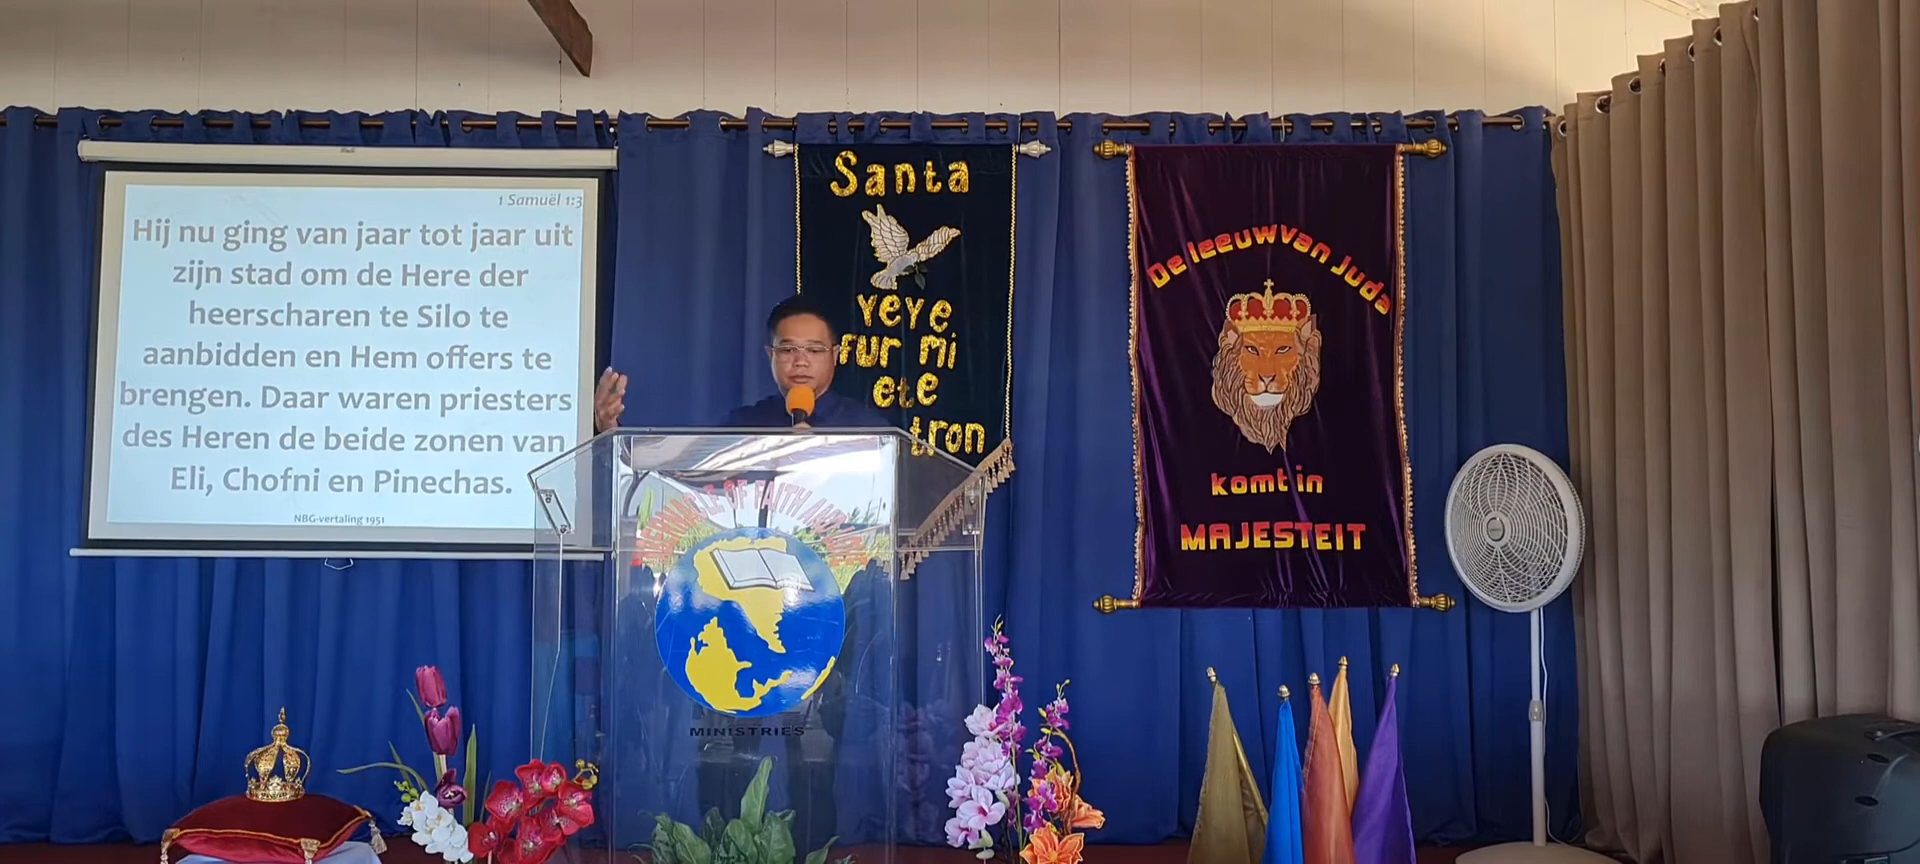 1 Samuël 1:3
Hij nu ging van jaar tot jaar uit
zijn stad om de Here der
heerscharen te Silo te
aanbidden en Hem offers te
brengen. Daar waren priesters
des Heren de beide zonen van
Eli, Chofni en Pinechas.
NBG-vertaling 1951
Santa
YEYE
fur mi
ete
tron
De leeuw van Juda
komt in
MAJESTEIT
OF FAITH
MINISTRIES